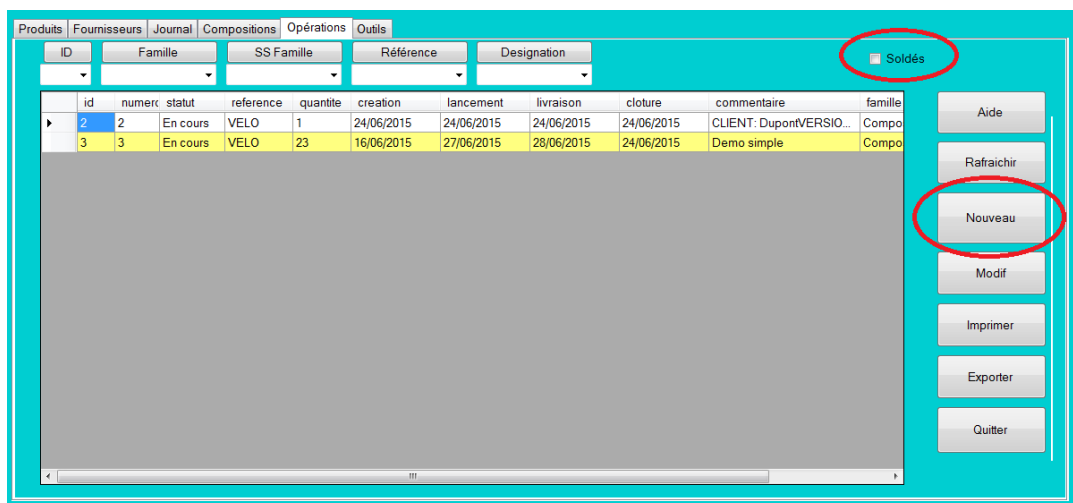 Produits Fournisseurs Journal Compositions Opérations Outils
ID Famille SS Famille Référence Designation Soldés
id numerc statut reference quantite creation lancement livraison cloture commentaire famille
2 2 En cours VELO 1 24/06/2015 24/06/2015 24/06/2015 24/06/2015 CLIENT: DupontVERSIO... Compo
3 3 En cours VELO 23 16/06/2015 27/06/2015 28/06/2015 24/06/2015 Demo simple Compo
Aide
Rafraichir
Nouveau
Modif
Imprimer
Exporter
Quitter